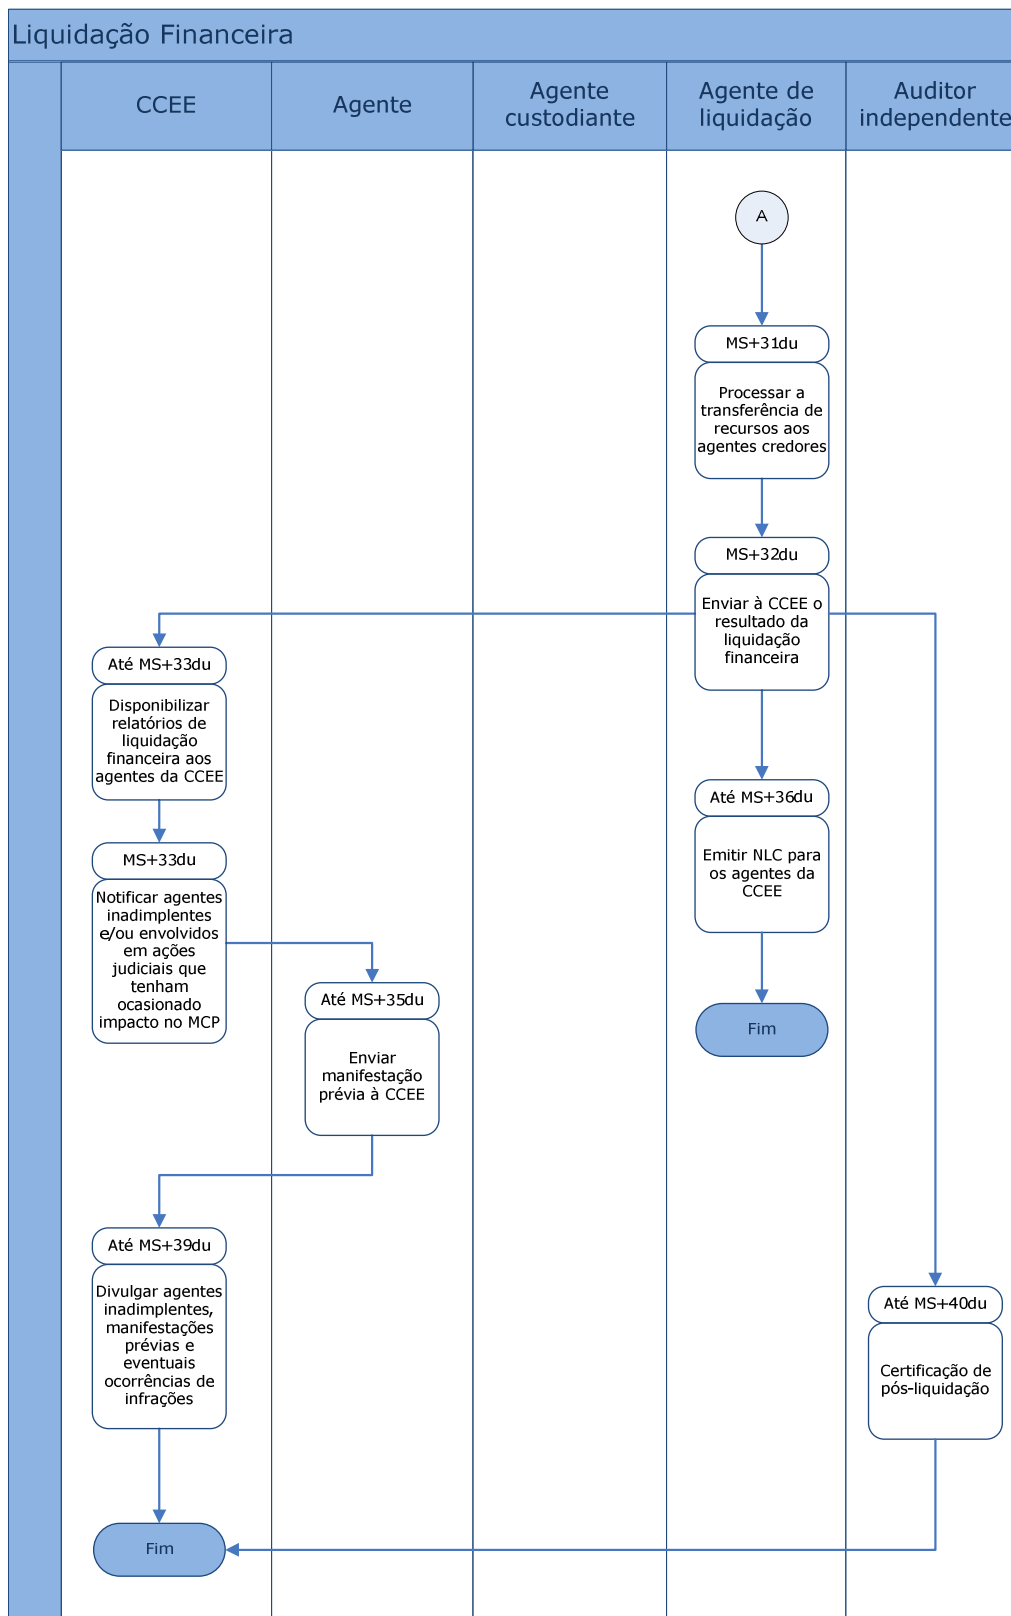 Liquidação Financeira
CCEE
Agente
Agente
custodiante
Agente de
liquidação
Auditor
independente
A
MS+31du
Processar a
transferência de
recursos aos
agentes credores
MS+32du
Enviar à CCEE o
resultado da
liquidação
financeira
Até MS+33du
Disponibilizar
relatórios de
liquidação
financeira aos
agentes da CCEE
Até MS+36du
Emitir NLC para
os agentes da
CCEE
MS+33du
Notificar agentes
inadimplentes
e/ou envolvidos
em ações
judiciais que
tenham
ocasionado
impacto no MCP
Até MS+35du
Enviar
manifestação
prévia à CCEE
Fim
Até MS+39du
Divulgar agentes
inadimplentes,
manifestações
prévias e
eventuais
ocorrências de
infrações
Até MS+40du
Certificação de
pós-liquidação
Fim